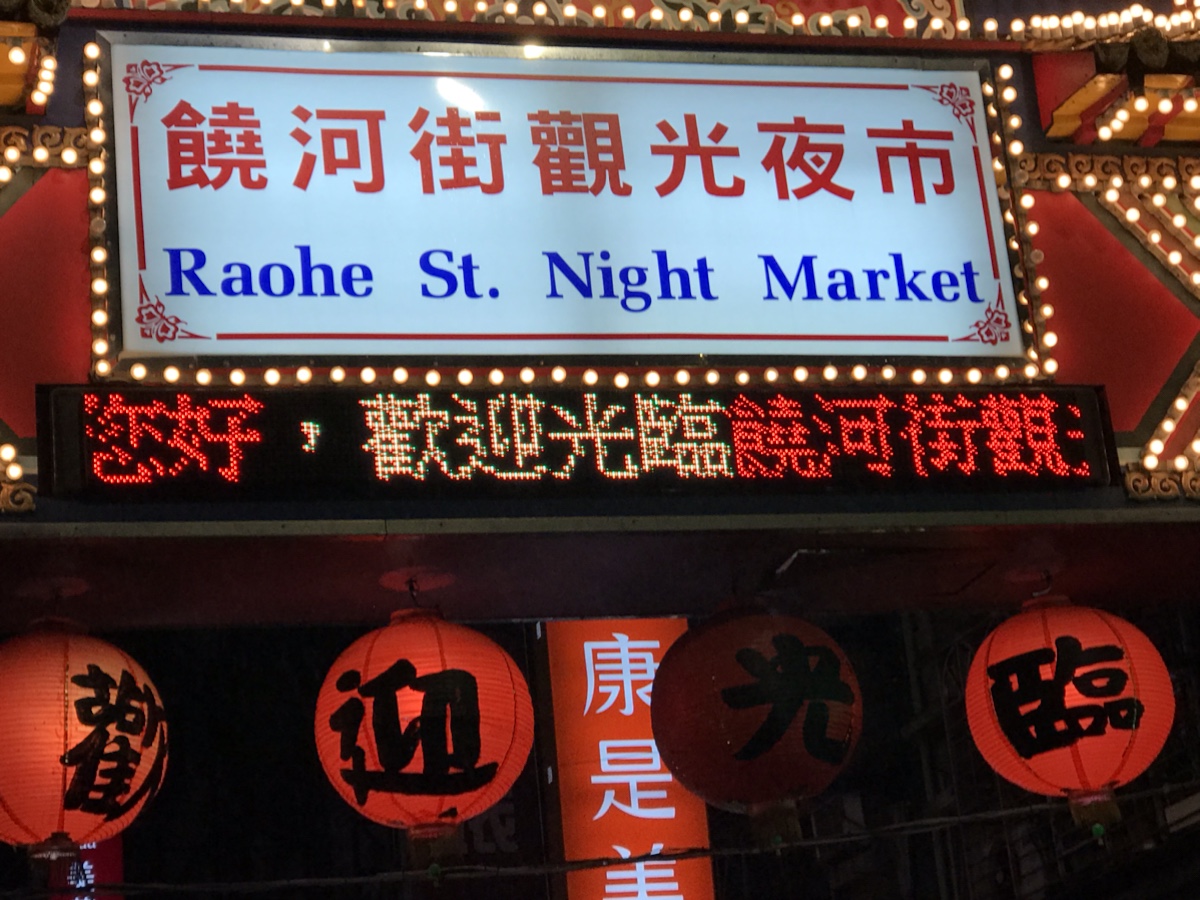 饒河街觀光夜市
Raohe St. Night Market
您好，歡迎光臨饒河街觀
歡迎光臨
康是美